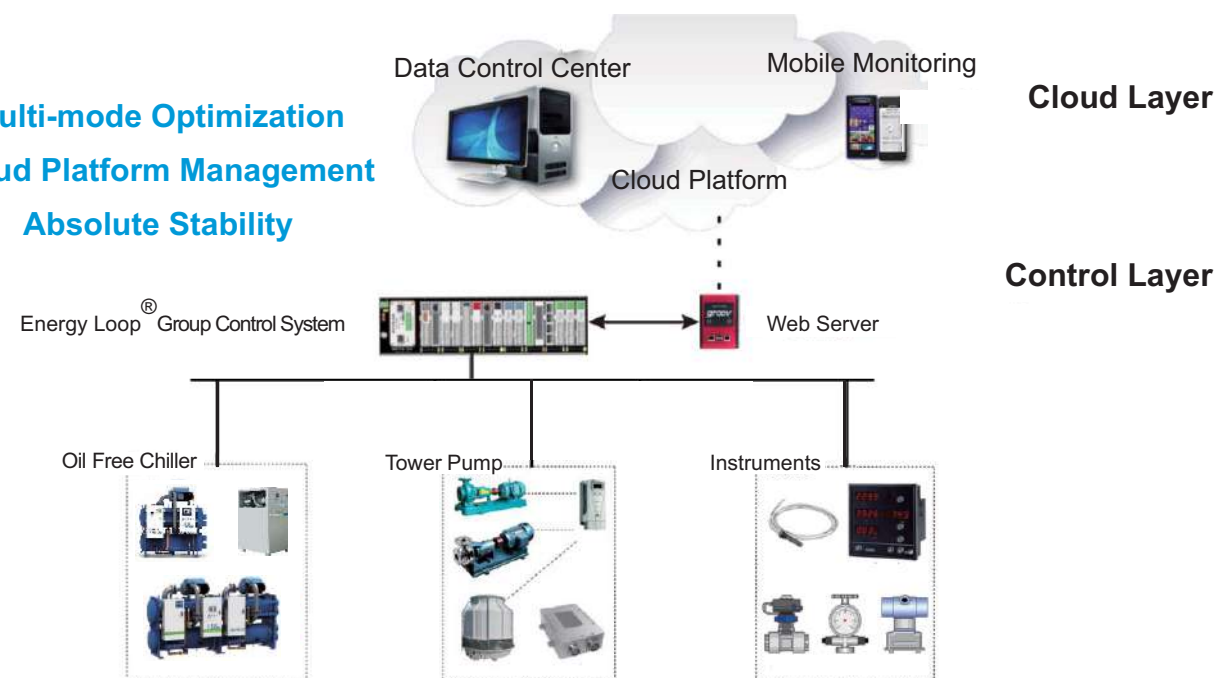 Data Control Center
Mobile Monitoring
Cloud Layer
ulti-mode Optimization
ud Platform Management
Absolute Stability
Cloud Platform
Control Layer
Energy Loop® Group Control System
groov
Web Server
Oil Free Chiller
Tower Pump
Instruments